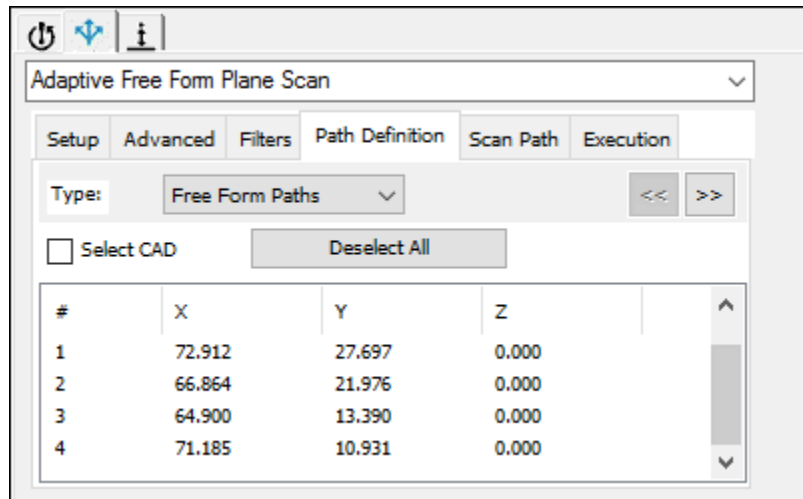 Adaptive Free Form Plane Scan
Setup Advanced Filters Path Definition Scan Path Execution
Type: Free Form Paths << >>
Select CAD Deselect All
# X Y Z
1 72.912 27.697 0.000
2 66.864 21.976 0.000
3 64.900 13.390 0.000
4 71.185 10.931 0.000